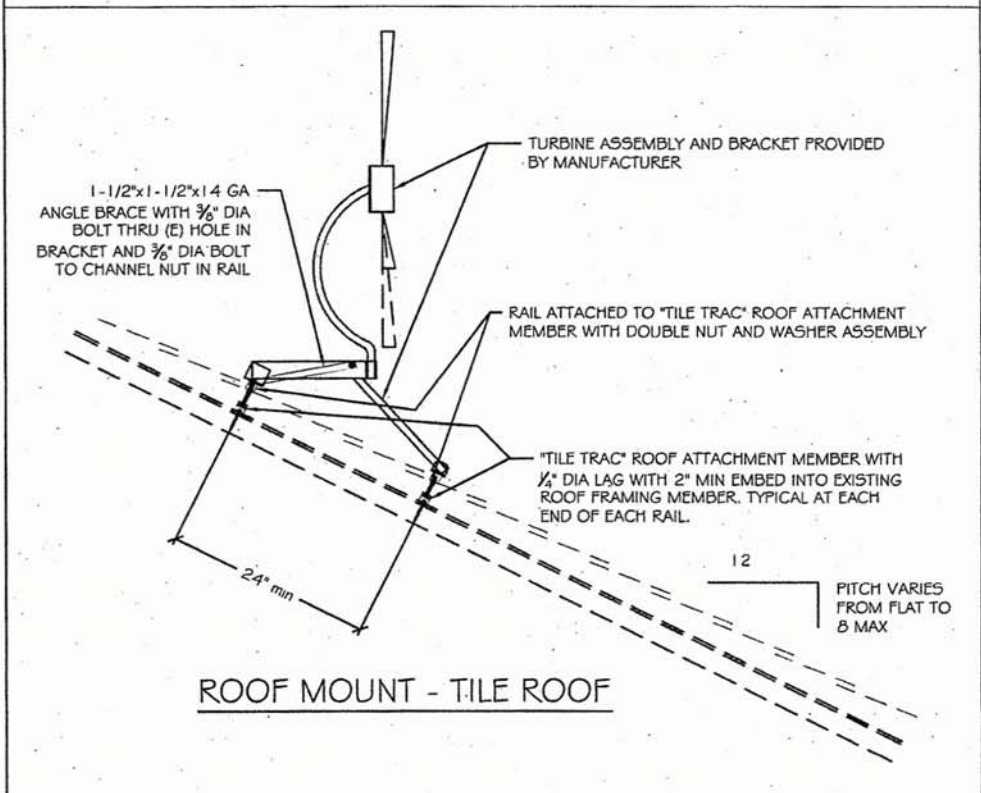 TURBINE ASSEMBLY AND BRACKET PROVIDED
BY MANUFACTURER
1-1/2"x1-1/2"x14 GA
ANGLE BRACE WITH 3/8" DIA
BOLT THRU (E) HOLE IN
BRACKET AND 3/8" DIA BOLT
TO CHANNEL NUT IN RAIL
RAIL ATTACHED TO "TILE TRAC" ROOF ATTACHMENT
MEMBER WITH DOUBLE NUT AND WASHER ASSEMBLY
"TILE TRAC" ROOF ATTACHMENT MEMBER WITH
1/4" DIA LAG WITH 2" MIN EMBED INTO EXISTING
ROOF FRAMING MEMBER. TYPICAL AT EACH
END OF EACH RAIL.
24" min
12
PITCH VARIES
FROM FLAT TO
8 MAX
ROOF MOUNT - TILE ROOF